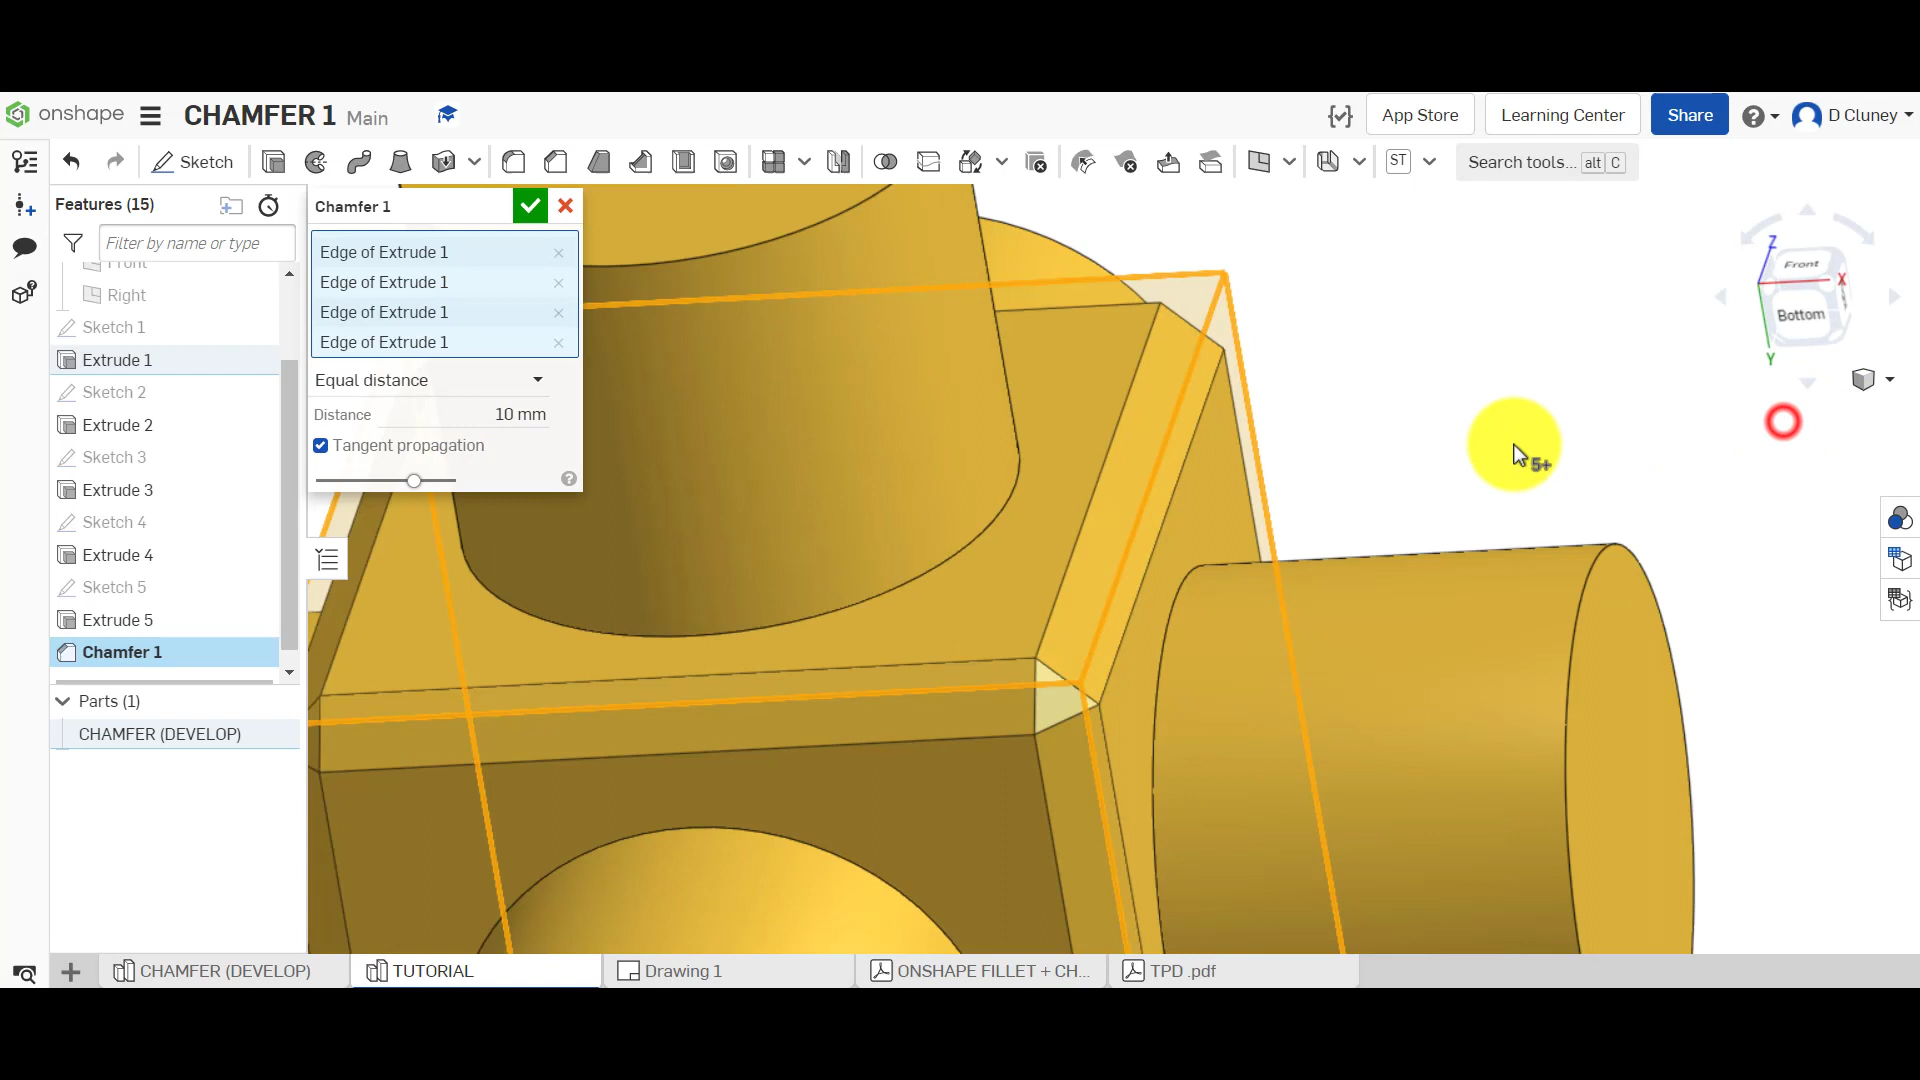 onshape CHAMFER 1 Main App Store Learning Center Share D Cluney
Sketch ST Search tools... alt C
Features (15)
Filter by name or type
Front
Right
Sketch 1
Extrude 1
Sketch 2
Extrude 2
Sketch 3
Extrude 3
Sketch 4
Extrude 4
Sketch 5
Extrude 5
Chamfer 1
Parts (1)
CHAMFER (DEVELOP)
Chamfer 1
Edge of Extrude 1
Edge of Extrude 1
Edge of Extrude 1
Edge of Extrude 1
Equal distance
Distance 10 mm
Tangent propagation
Z
Front
X
Bottom
Y
5+
CHAMFER (DEVELOP) TUTORIAL Drawing 1 ONSHAPE FILLET + CH... TPD .pdf